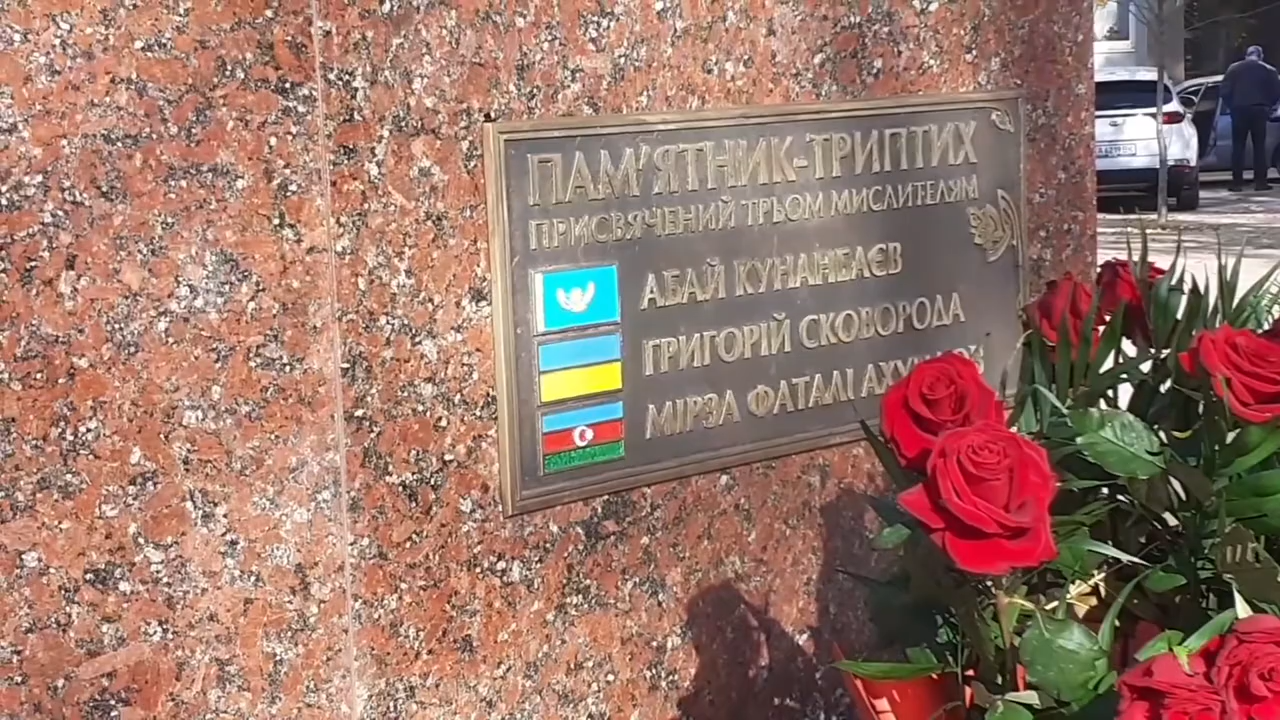 ПАМ'ЯТНИК-ТРИПТИХ
ПРИСВЯЧЕНИЙ ТРЬОМ МИСЛИТЕЛЯМ
АБАЙ КУНАНБАЄВ
ГРИГОРІЙ СКОВОРОДА
МІРЗА ФАТАЛІ